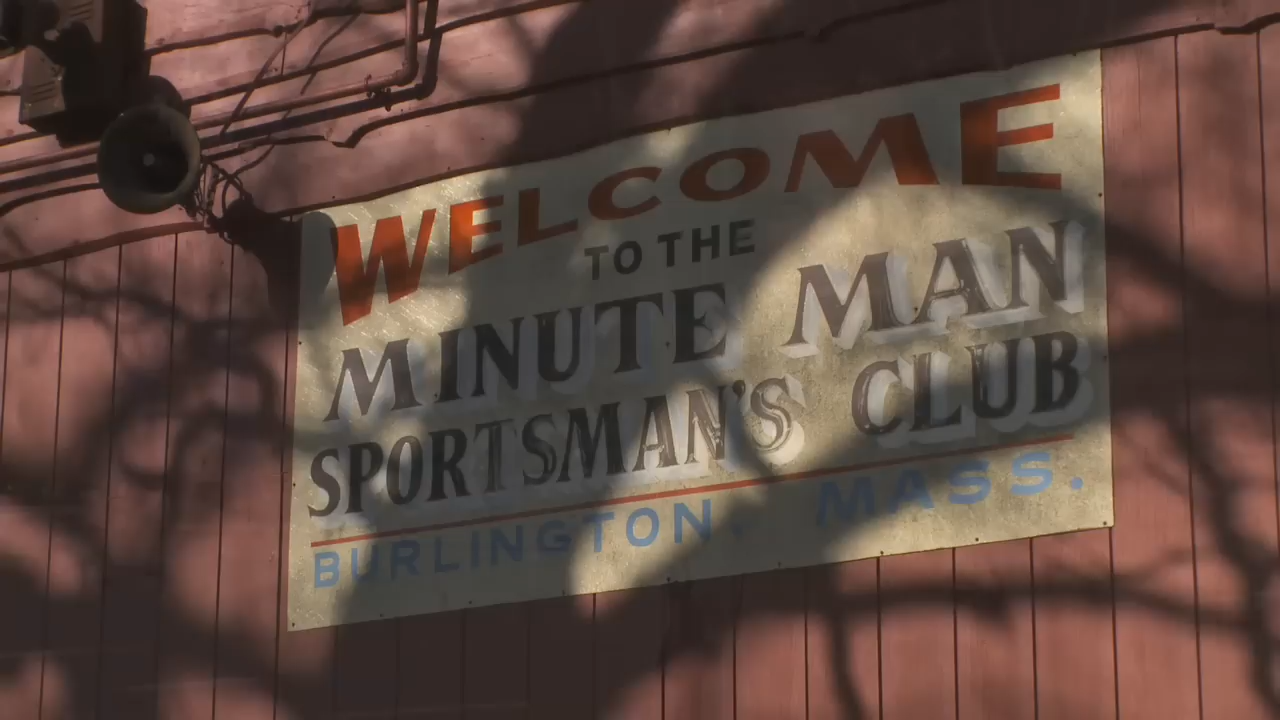 WELCOME
TO THE
MINUTE MAN
SPORTSMAN'S CLUB
BURLINGTON, MASS.